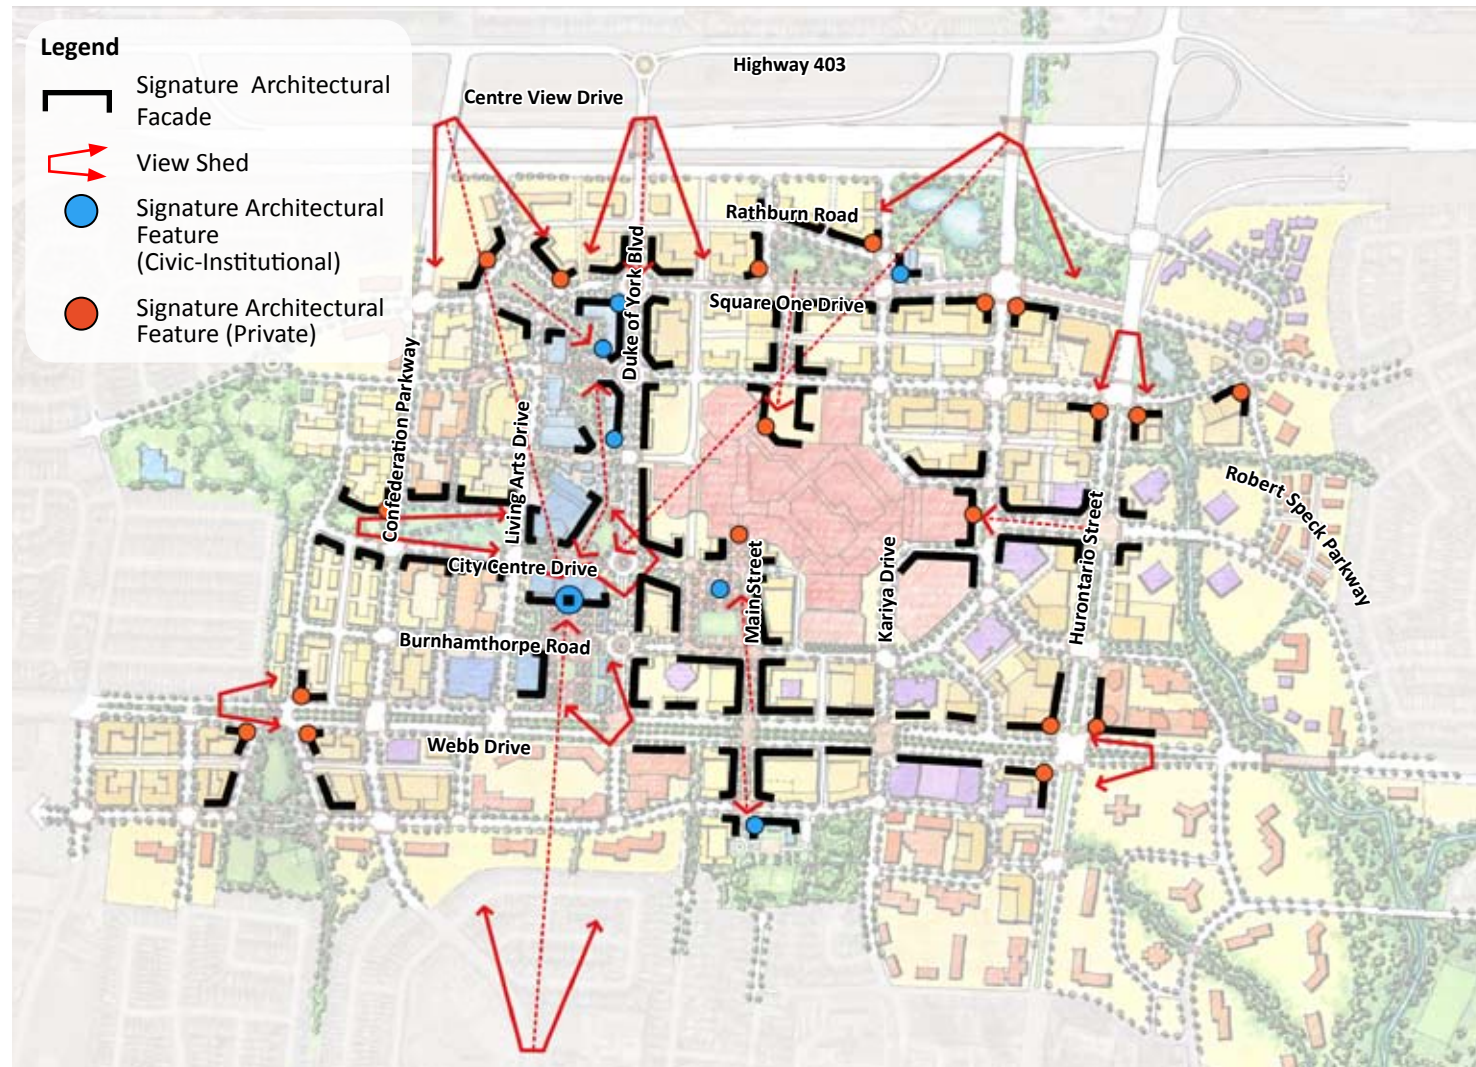 Legend
Signature Architectural
Facade
View Shed
Signature Architectural
Feature
(Civic-Institutional)
Signature Architectural
Feature (Private)
Highway 403
Centre View Drive
Rathburn Road
Duke of York Blvd
Square One Drive
Confederation Parkway
Living Arts Drive
Robert Speck Parkway
City Centre Drive
Main Street
Kariya Drive
Hurontario Street
Burnhamthorpe Road
Webb Drive